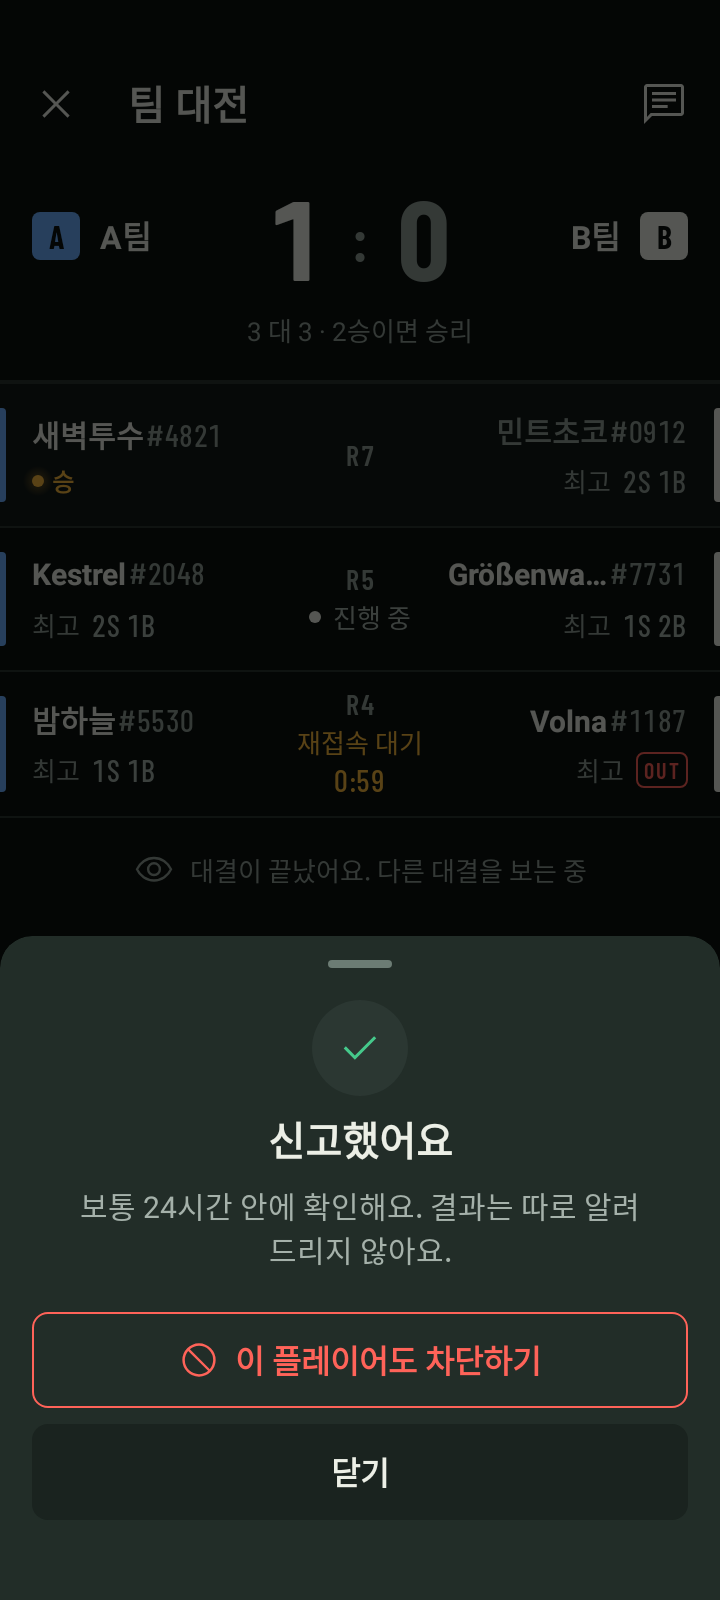 팀 대전
A A팀 1 : 0 B팀 B
3 대 3 · 2승이면 승리
새벽투수#4821 R7 민트초코#0912
승 최고 2S 1B
Kestrel#2048 R5 Größenwa...#7731
최고 2S 1B 진행 중 최고 1S 2B
밤하늘#5530 R4 Volna#1187
재접속 대기
최고 1S 1B 0:59 최고 OUT
대결이 끝났어요. 다른 대결을 보는 중
신고했어요
보통 24시간 안에 확인해요. 결과는 따로 알려
드리지 않아요.
이 플레이어도 차단하기
닫기